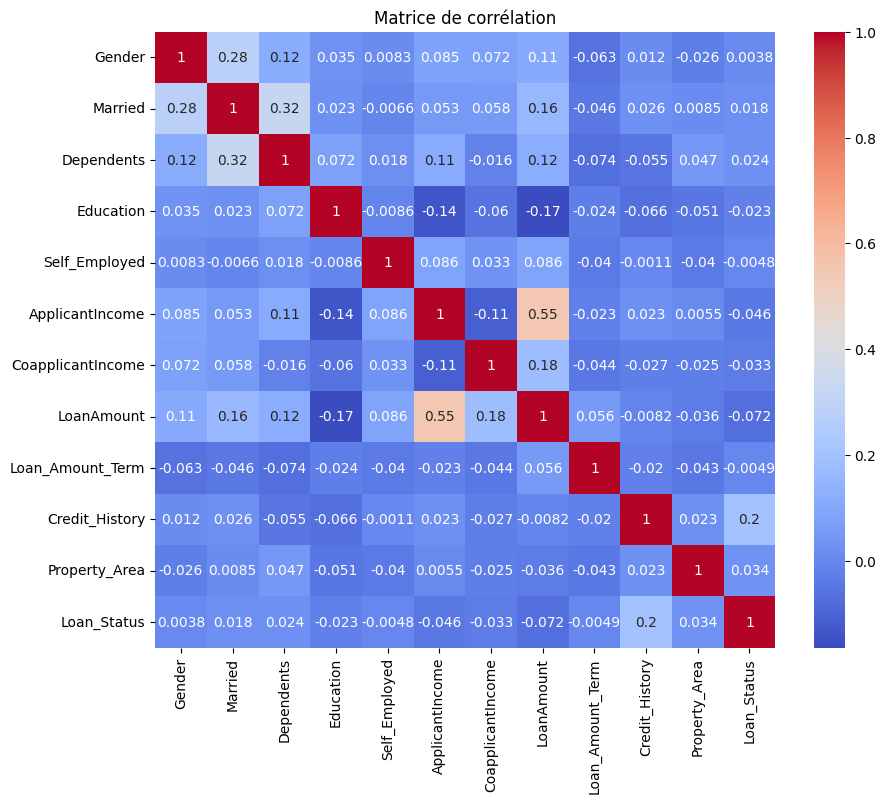 Matrice de corrélation
Gender 1 0.28 0.12 0.035 0.0083 0.085 0.072 0.11 -0.063 0.012 -0.026 0.0038
Married 0.28 1 0.32 0.023 -0.0066 0.053 0.058 0.16 -0.046 0.026 0.0085 0.018
Dependents 0.12 0.32 1 0.072 0.018 0.11 -0.016 0.12 -0.074 -0.055 0.047 0.024
Education 0.035 0.023 0.072 1 -0.0086 -0.14 -0.06 -0.17 -0.024 -0.066 -0.051 -0.023
Self_Employed 0.0083 -0.0066 0.018 -0.0086 1 0.086 0.033 0.086 -0.04 -0.0011 -0.04 -0.0048
ApplicantIncome 0.085 0.053 0.11 -0.14 0.086 1 -0.11 0.55 -0.023 0.023 0.0055 -0.046
CoapplicantIncome 0.072 0.058 -0.016 -0.06 0.033 -0.11 1 0.18 -0.044 -0.027 -0.025 -0.033
LoanAmount 0.11 0.16 0.12 -0.17 0.086 0.55 0.18 1 0.056 -0.0082 -0.036 -0.072
Loan_Amount_Term -0.063 -0.046 -0.074 -0.024 -0.04 -0.023 -0.044 0.056 1 -0.02 -0.043 -0.0049
Credit_History 0.012 0.026 -0.055 -0.066 -0.0011 0.023 -0.027 -0.0082 -0.02 1 0.023 0.2
Property_Area -0.026 0.0085 0.047 -0.051 -0.04 0.0055 -0.025 -0.036 -0.043 0.023 1 0.034
Loan_Status 0.0038 0.018 0.024 -0.023 -0.0048 -0.046 -0.033 -0.072 -0.0049 0.2 0.034 1
Gender
Married
Dependents
Education
Self_Employed
ApplicantIncome
CoapplicantIncome
LoanAmount
Loan_Amount_Term
Credit_History
Property_Area
Loan_Status
1.0
0.8
0.6
0.4
0.2
0.0